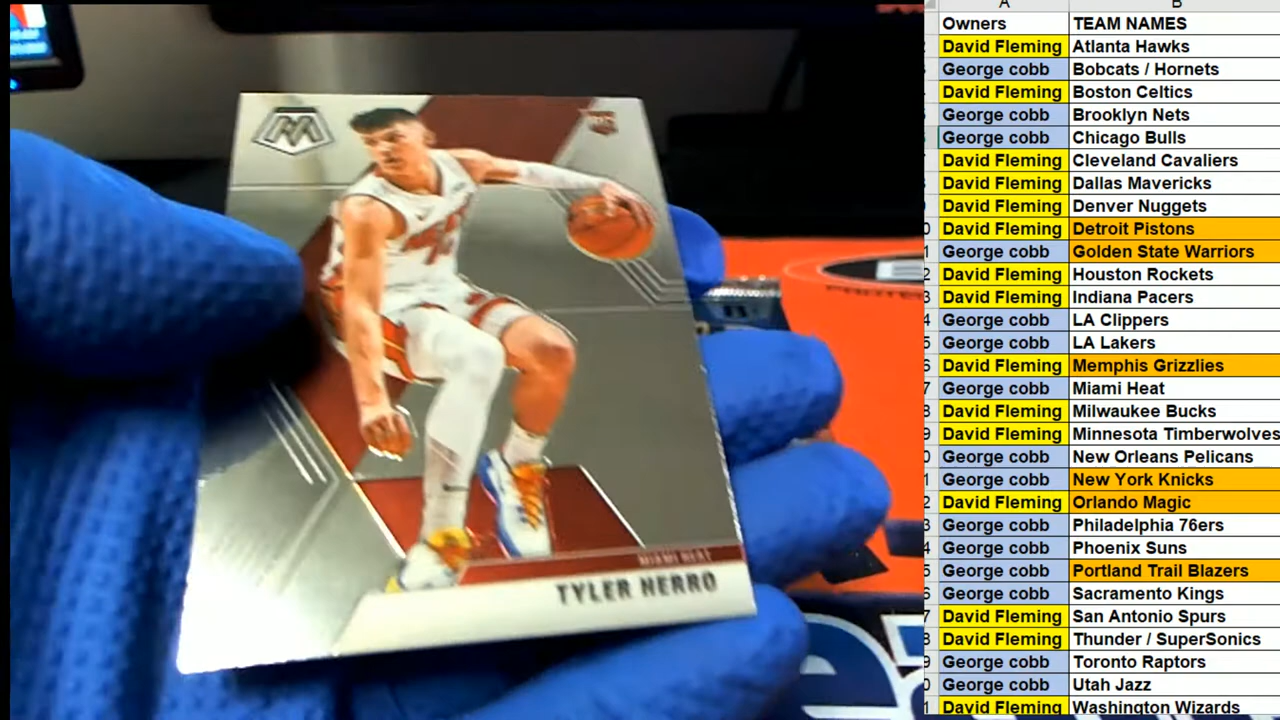 A
B
Owners TEAM NAMES
David Fleming Atlanta Hawks
George cobb Bobcats / Hornets
David Fleming Boston Celtics
George cobb Brooklyn Nets
George cobb Chicago Bulls
David Fleming Cleveland Cavaliers
David Fleming Dallas Mavericks
David Fleming Denver Nuggets
David Fleming Detroit Pistons
George cobb Golden State Warriors
David Fleming Houston Rockets
David Fleming Indiana Pacers
George cobb LA Clippers
George cobb LA Lakers
David Fleming Memphis Grizzlies
George cobb Miami Heat
David Fleming Milwaukee Bucks
David Fleming Minnesota Timberwolves
George cobb New Orleans Pelicans
George cobb New York Knicks
David Fleming Orlando Magic
George cobb Philadelphia 76ers
George cobb Phoenix Suns
George cobb Portland Trail Blazers
George cobb Sacramento Kings
David Fleming San Antonio Spurs
David Fleming Thunder / SuperSonics
George cobb Toronto Raptors
George cobb Utah Jazz
David Fleming Washington Wizards
MIAMI HEAT
TYLER HERRO